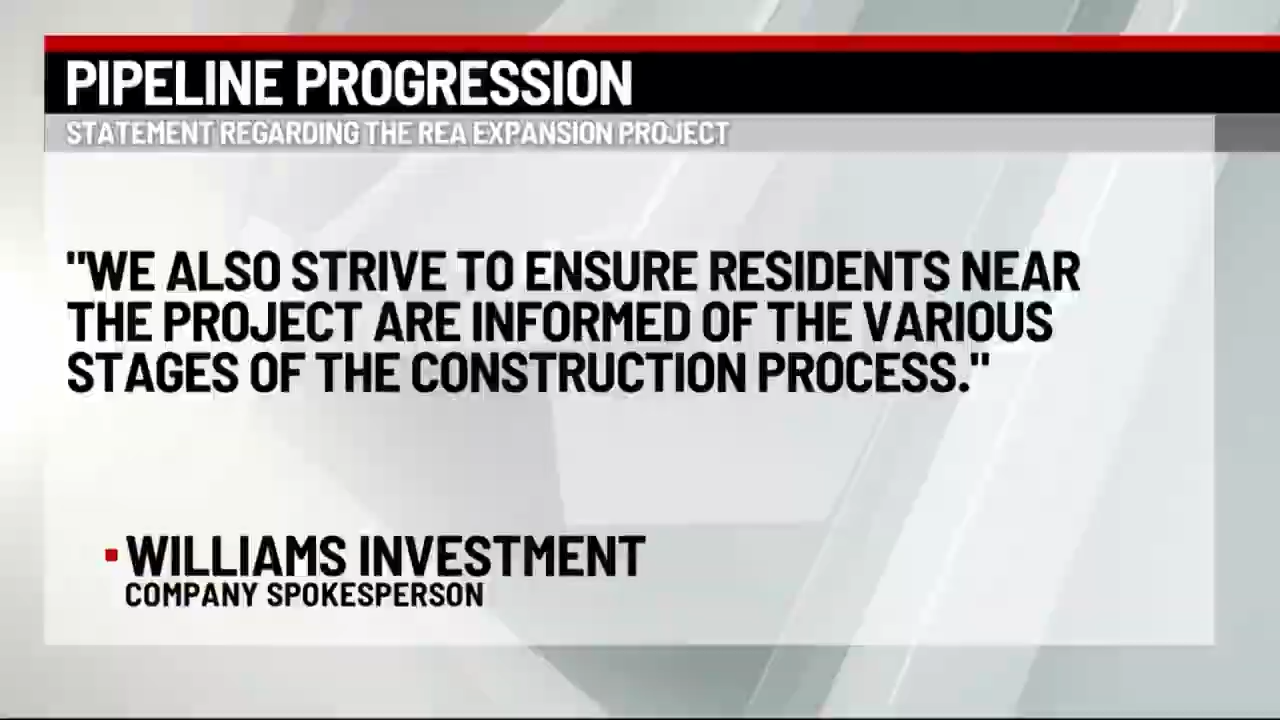 PIPELINE PROGRESSION
STATEMENT REGARDING THE REA EXPANSION PROJECT
"WE ALSO STRIVE TO ENSURE RESIDENTS NEAR
THE PROJECT ARE INFORMED OF THE VARIOUS
STAGES OF THE CONSTRUCTION PROCESS."
WILLIAMS INVESTMENT
COMPANY SPOKESPERSON